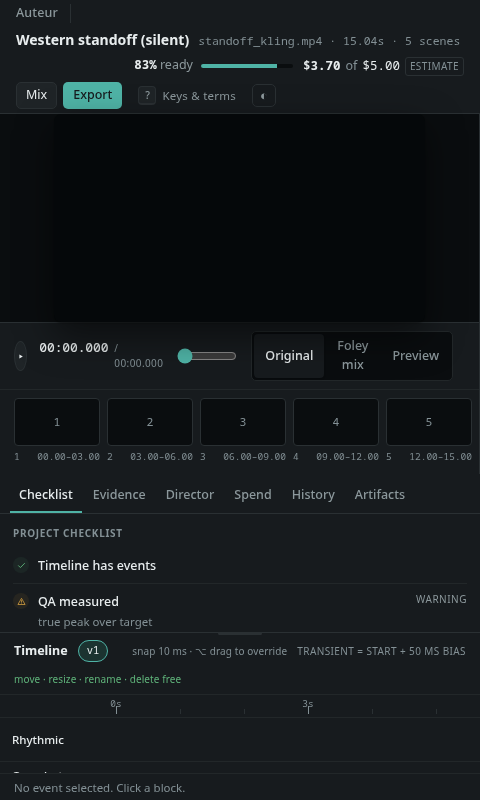 Auteur
Western standoff (silent) standoff_kling.mp4 · 15.04s · 5 scenes
83% ready $3.70 of $5.00 ESTIMATE
Mix Export ? Keys & terms
00:00.000 / 00:00.000
Original Foley mix Preview
1 2 3 4 5
1 00.00–03.00 2 03.00–06.00 3 06.00–09.00 4 09.00–12.00 5 12.00–15.00
Checklist Evidence Director Spend History Artifacts
PROJECT CHECKLIST
Timeline has events
QA measured WARNING
true peak over target
Timeline v1 snap 10 ms · ⌥ drag to override TRANSIENT = START + 50 MS BIAS
move · resize · rename · delete free
0s 3s
Rhythmic
No event selected. Click a block.